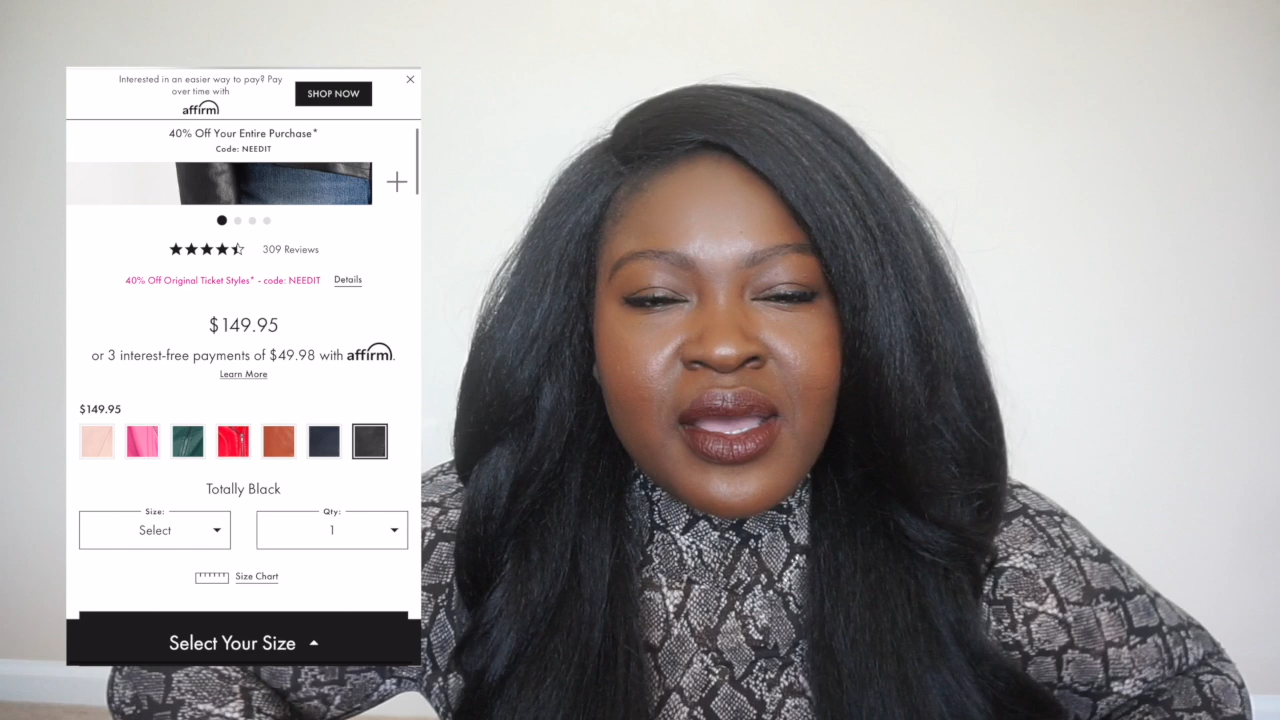 Interested in an easier way to pay? Pay
over time with
affirm
SHOP NOW
40% Off Your Entire Purchase*
Code: NEEDIT
309 Reviews
40% Off Original Ticket Styles* - code: NEEDIT Details
$149.95
or 3 interest-free payments of $49.98 with affirm.
Learn More
$149.95
Totally Black
Size:
Select
Qty:
1
Size Chart
Select Your Size